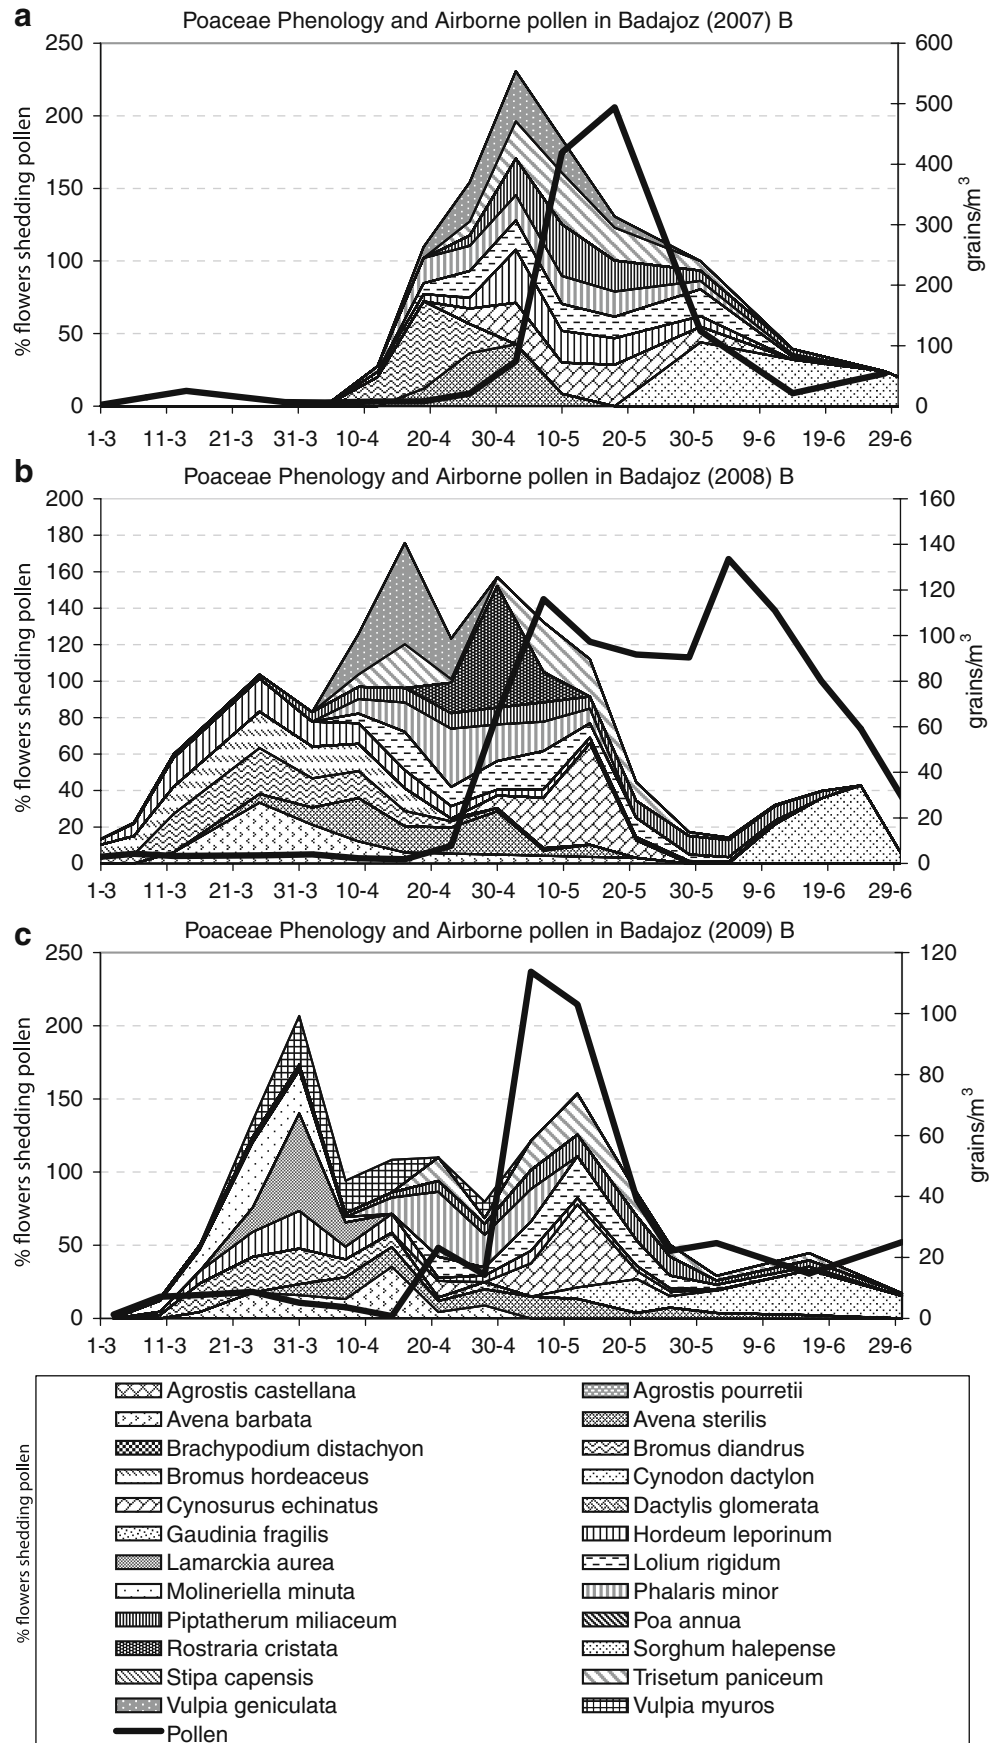 a
Poaceae Phenology and Airborne pollen in Badajoz (2007) B
% flowers shedding pollen
250
200
150
100
50
0
600
500
400
300
200
100
0
grains/m3
1-3 11-3 21-3 31-3 10-4 20-4 30-4 10-5 20-5 30-5 9-6 19-6 29-6
b
Poaceae Phenology and Airborne pollen in Badajoz (2008) B
% flowers shedding pollen
200
180
160
140
120
100
80
60
40
20
0
160
140
120
100
80
60
40
20
0
grains/m3
1-3 11-3 21-3 31-3 10-4 20-4 30-4 10-5 20-5 30-5 9-6 19-6 29-6
c
Poaceae Phenology and Airborne pollen in Badajoz (2009) B
% flowers shedding pollen
250
200
150
100
50
0
120
100
80
60
40
20
0
grains/m3
1-3 11-3 21-3 31-3 10-4 20-4 30-4 10-5 20-5 30-5 9-6 19-6 29-6
% flowers shedding pollen
Agrostis castellana Agrostis pourretii
Avena barbata Avena sterilis
Brachypodium distachyon Bromus diandrus
Bromus hordeaceus Cynodon dactylon
Cynosurus echinatus Dactylis glomerata
Gaudinia fragilis Hordeum leporinum
Lamarckia aurea Lolium rigidum
Molineriella minuta Phalaris minor
Piptatherum miliaceum Poa annua
Rostraria cristata Sorghum halepense
Stipa capensis Trisetum paniceum
Vulpia geniculata Vulpia myuros
Pollen